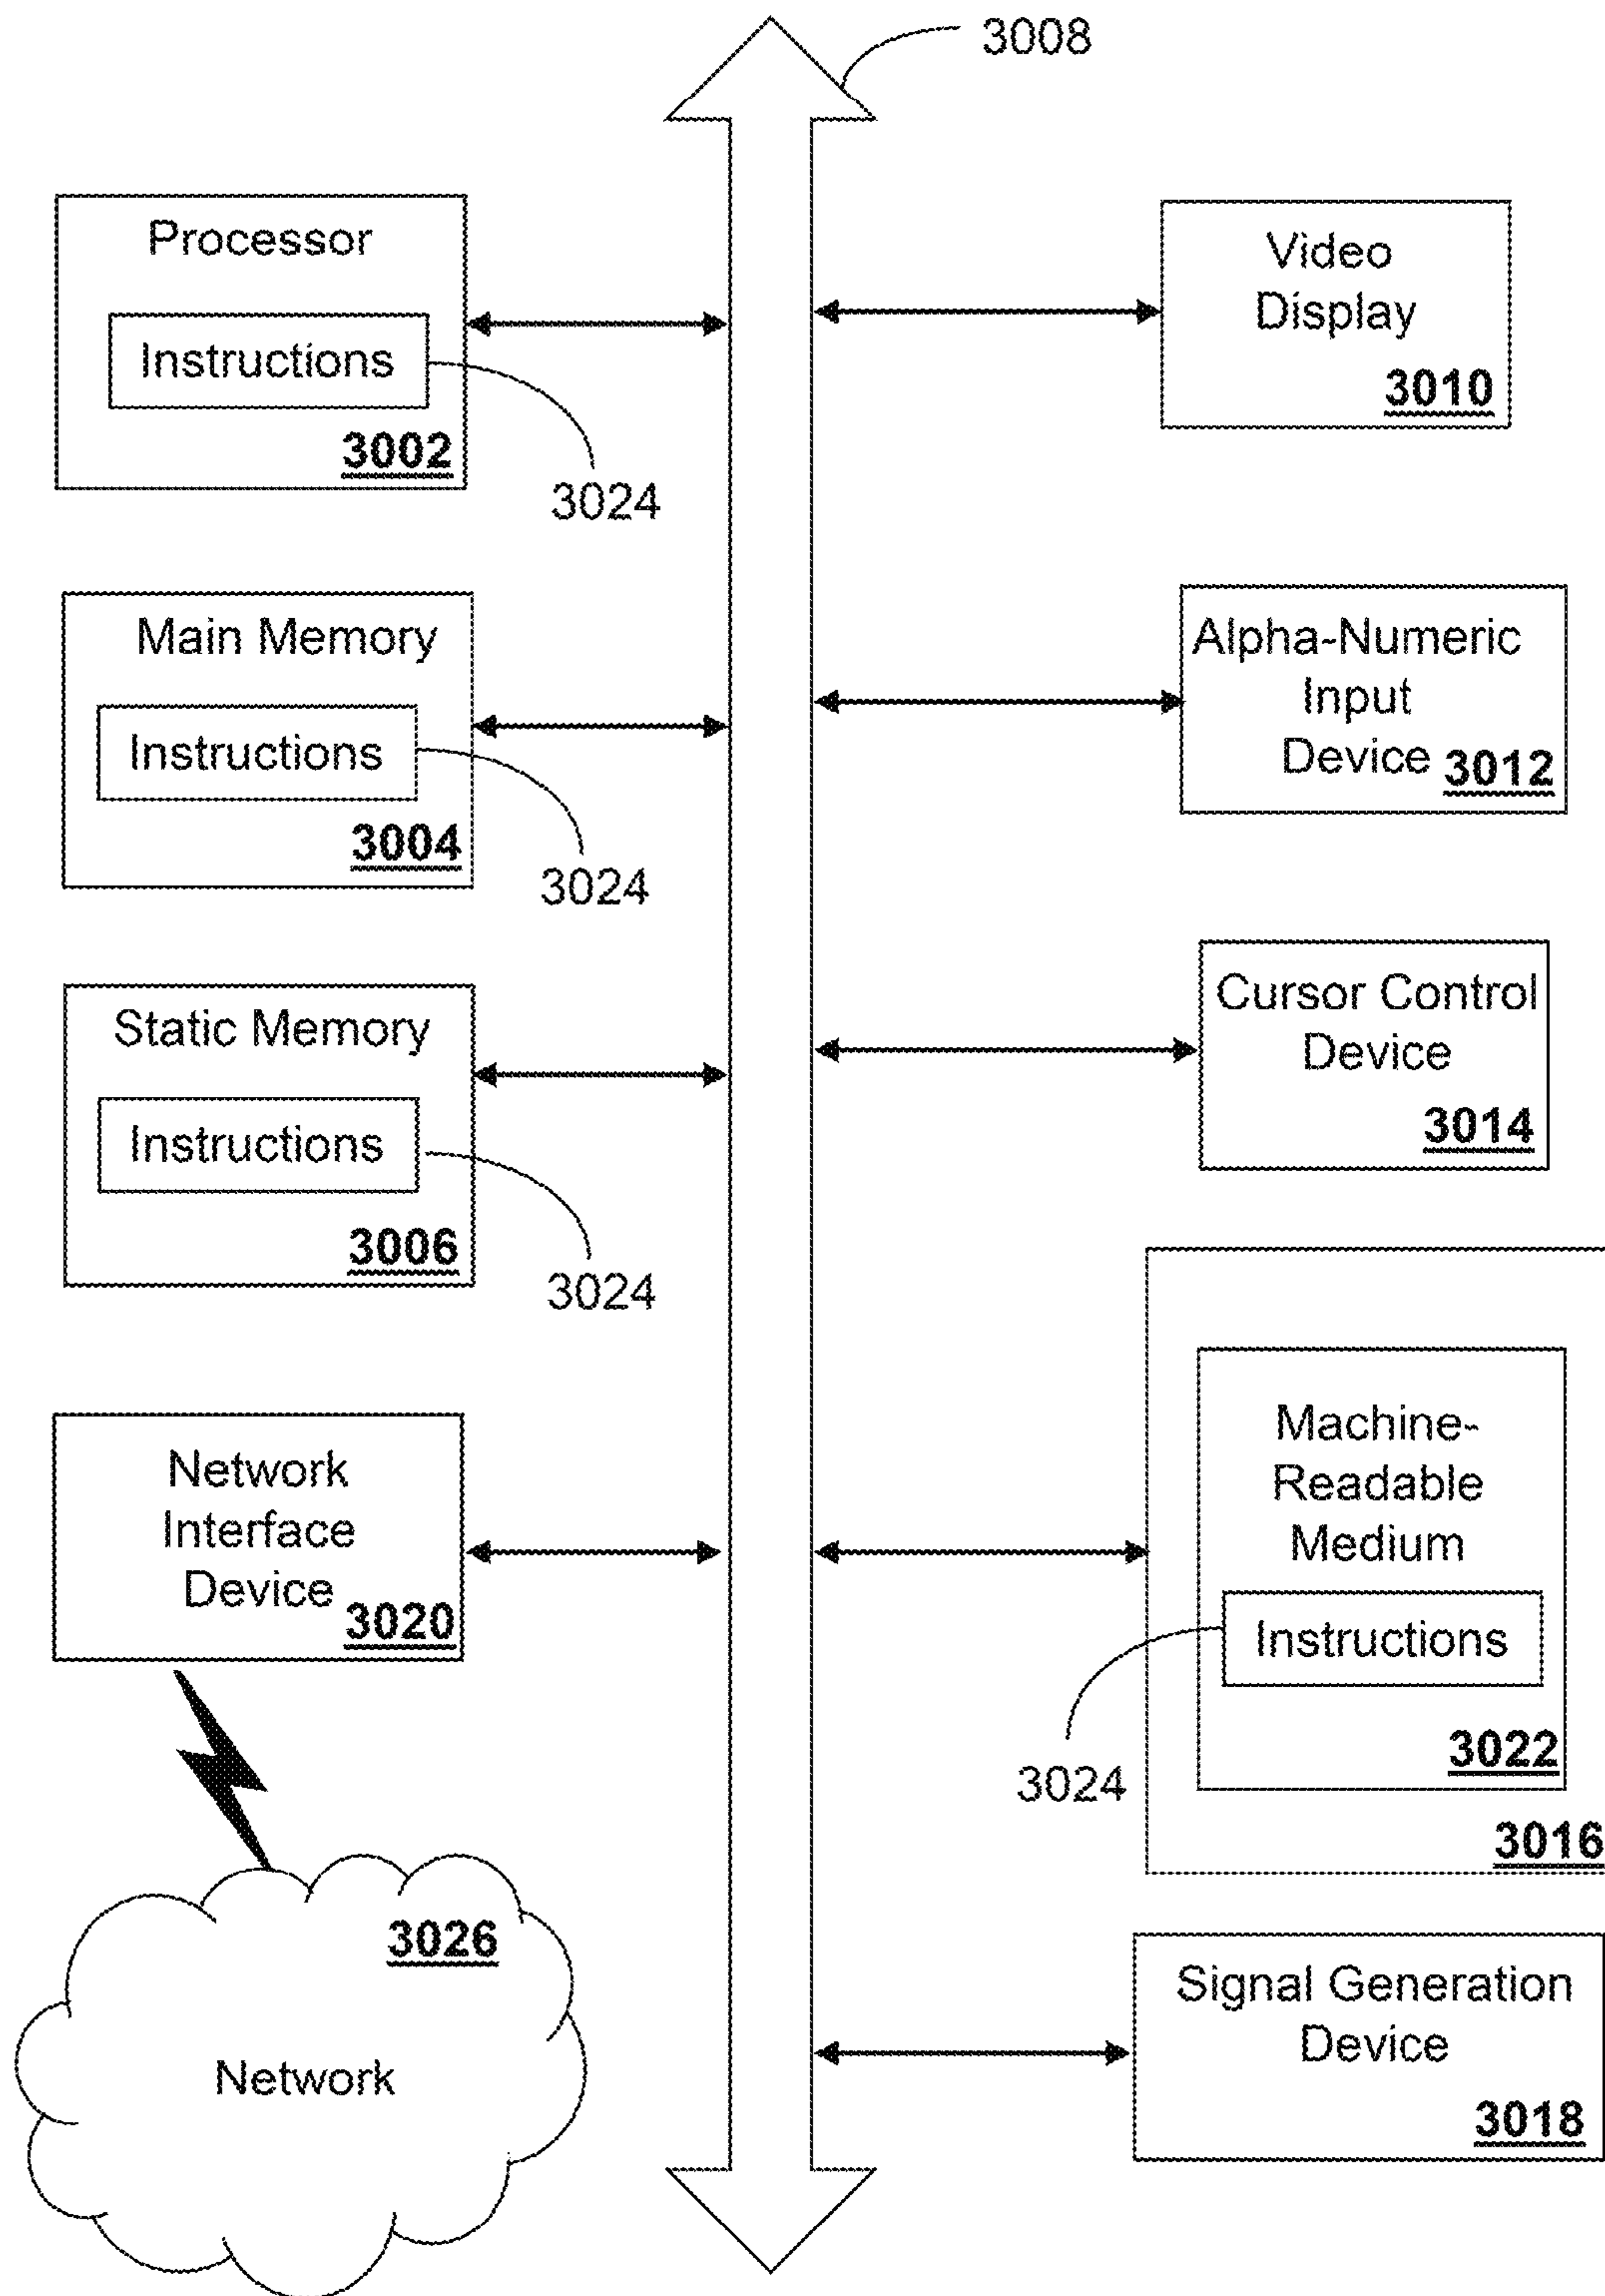 3008
Processor
Instructions
3002
3024
Main Memory
Instructions
3004
3024
Static Memory
Instructions
3006
3024
Network
Interface
Device
3020
3026
Network
Video
Display
3010
Alpha-Numeric
Input
Device 3012
Cursor Control
Device
3014
Machine-
Readable
Medium
Instructions
3024
3022
3016
Signal Generation
Device
3018